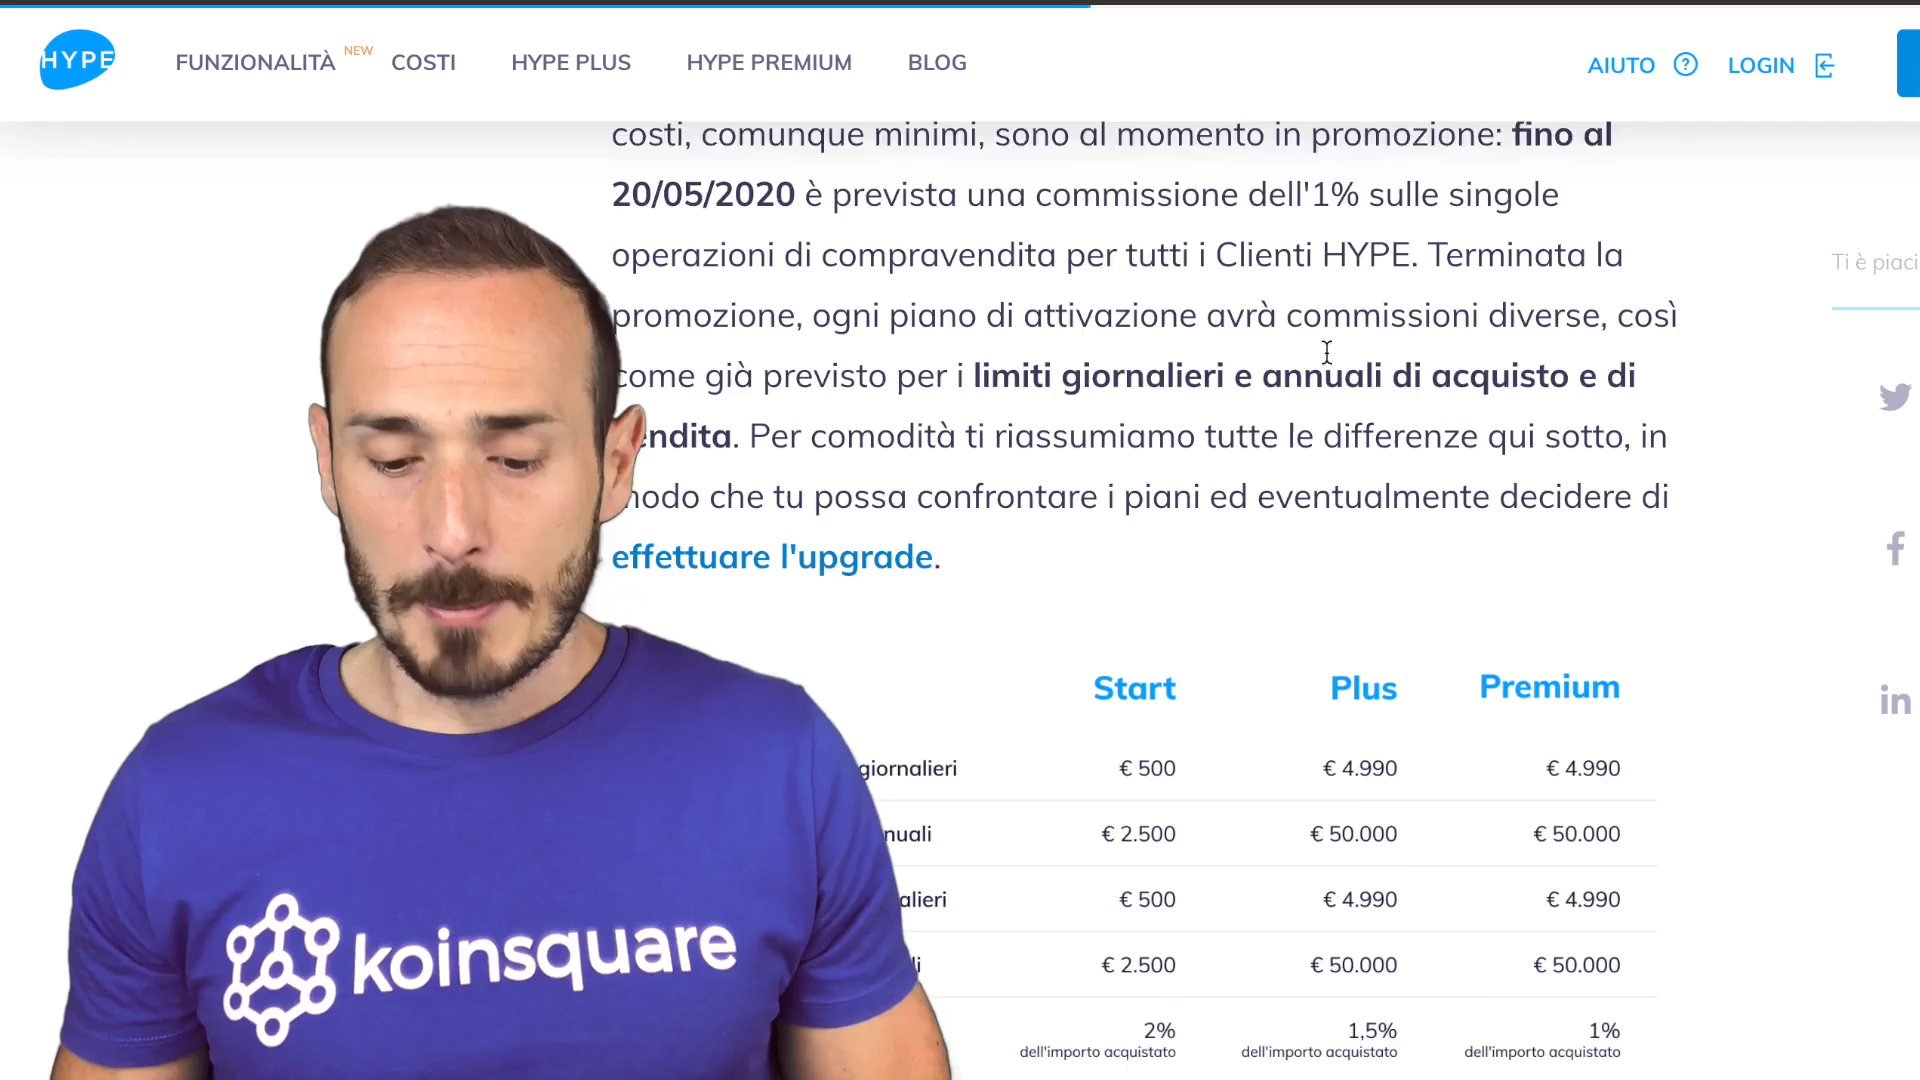 HYPE
FUNZIONALITÀ NEW COSTI HYPE PLUS HYPE PREMIUM BLOG AIUTO ? LOGIN
costi, comunque minimi, sono al momento in promozione: fino al
20/05/2020 è prevista una commissione dell'1% sulle singole
operazioni di compravendita per tutti i Clienti HYPE. Terminata la
promozione, ogni piano di attivazione avrà commissioni diverse, così
come già previsto per i limiti giornalieri e annuali di acquisto e di
endita. Per comodità ti riassumiamo tutte le differenze qui sotto, in
modo che tu possa confrontare i piani ed eventualmente decidere di
effettuare l'upgrade.
Ti è piaci
in
Start Plus Premium
giornalieri € 500 € 4.990 € 4.990
nuali € 2.500 € 50.000 € 50.000
alieri € 500 € 4.990 € 4.990
li € 2.500 € 50.000 € 50.000
2% 1,5% 1%
dell'importo acquistato dell'importo acquistato dell'importo acquistato
koinsquare